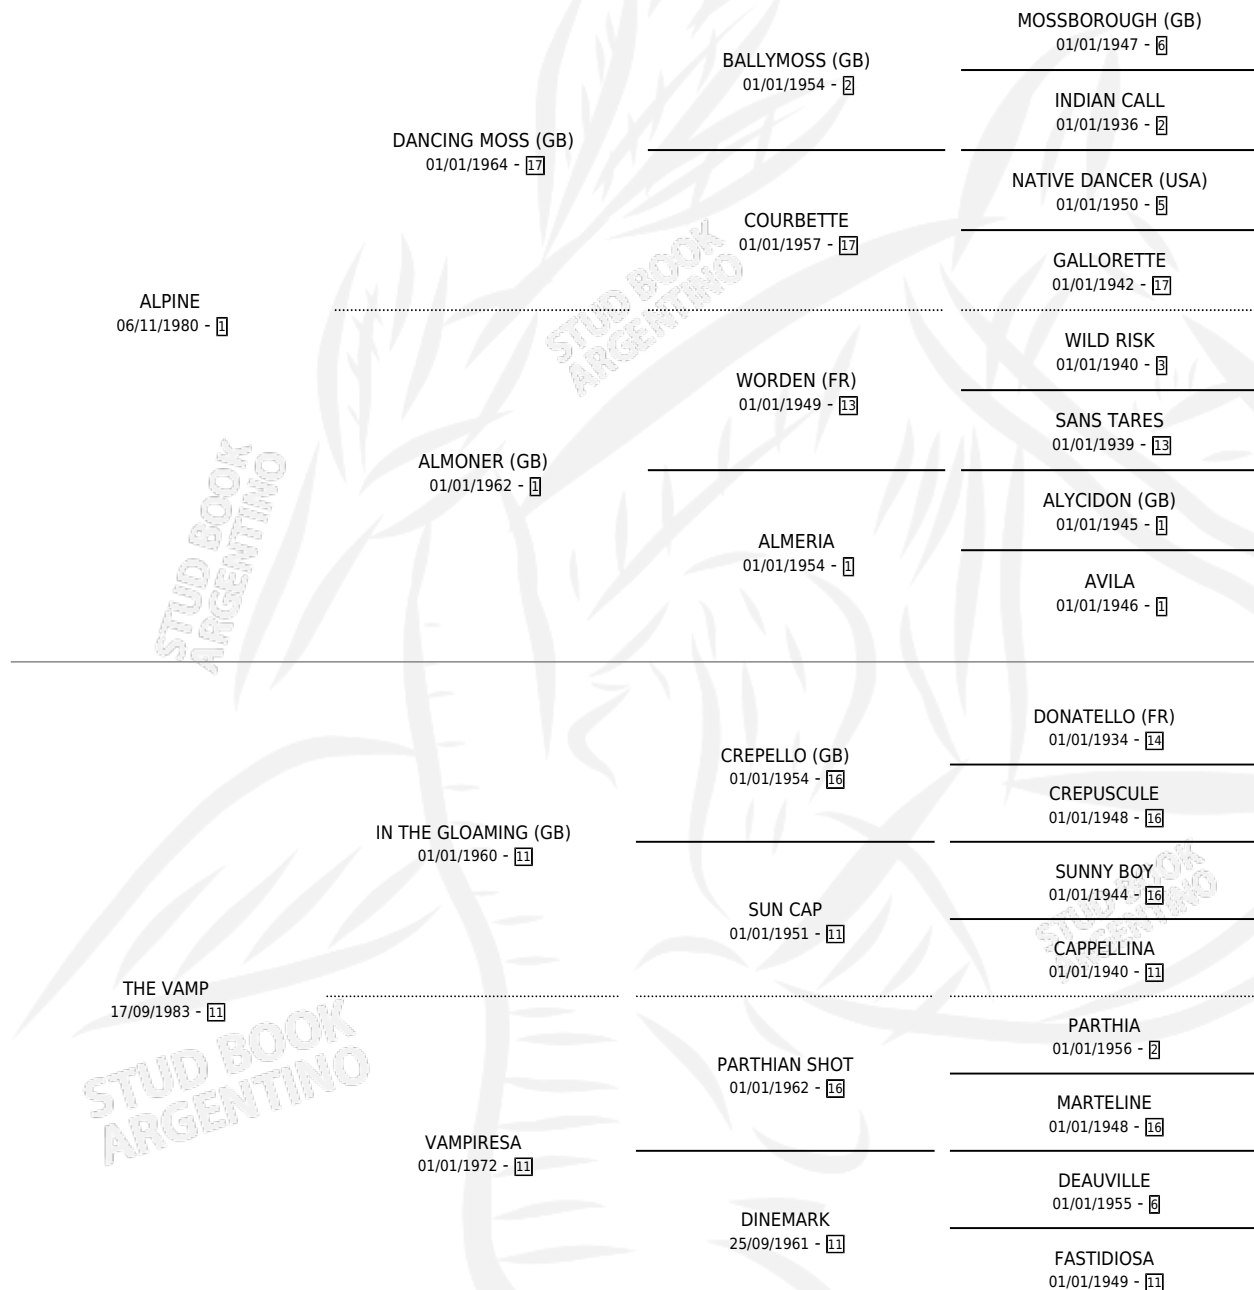 MOSSBOROUGH (GB)
01/01/1947 - 6
BALLYMOSS (GB)
01/01/1954 - 2
INDIAN CALL
01/01/1936 - 2
DANCING MOSS (GB)
01/01/1964 - 17
NATIVE DANCER (USA)
01/01/1950 - 5
COURBETTE
01/01/1957 - 17
GALLORETTE
01/01/1942 - 17
ALPINE
06/11/1980 - 1
STUD BOOK
ARGENTINO
WILD RISK
01/01/1940 - 3
WORDEN (FR)
01/01/1949 - 13
SANS TARES
01/01/1939 - 13
ALMONER (GB)
01/01/1962 - 1
ALYCIDON (GB)
01/01/1945 - 1
ALMERIA
01/01/1954 - 1
AVILA
01/01/1946 - 1
STUD BOOK
ARGENTINO
DONATELLO (FR)
01/01/1934 - 14
CREPELLO (GB)
01/01/1954 - 16
CREPUSCULE
01/01/1948 - 16
IN THE GLOAMING (GB)
01/01/1960 - 11
SUNNY BOY
01/01/1944 - 16
SUN CAP
01/01/1951 - 11
CAPPELLINA
01/01/1940 - 11
STUD BOOK
ARGENTINO
THE VAMP
17/09/1983 - 11
PARTHIA
01/01/1956 - 2
PARTHIAN SHOT
01/01/1962 - 16
MARTELINE
01/01/1948 - 16
STUD BOOK
ARGENTINO
VAMPIRESA
01/01/1972 - 11
DEAUVILLE
01/01/1955 - 6
DINEMARK
25/09/1961 - 11
FASTIDIOSA
01/01/1949 - 11